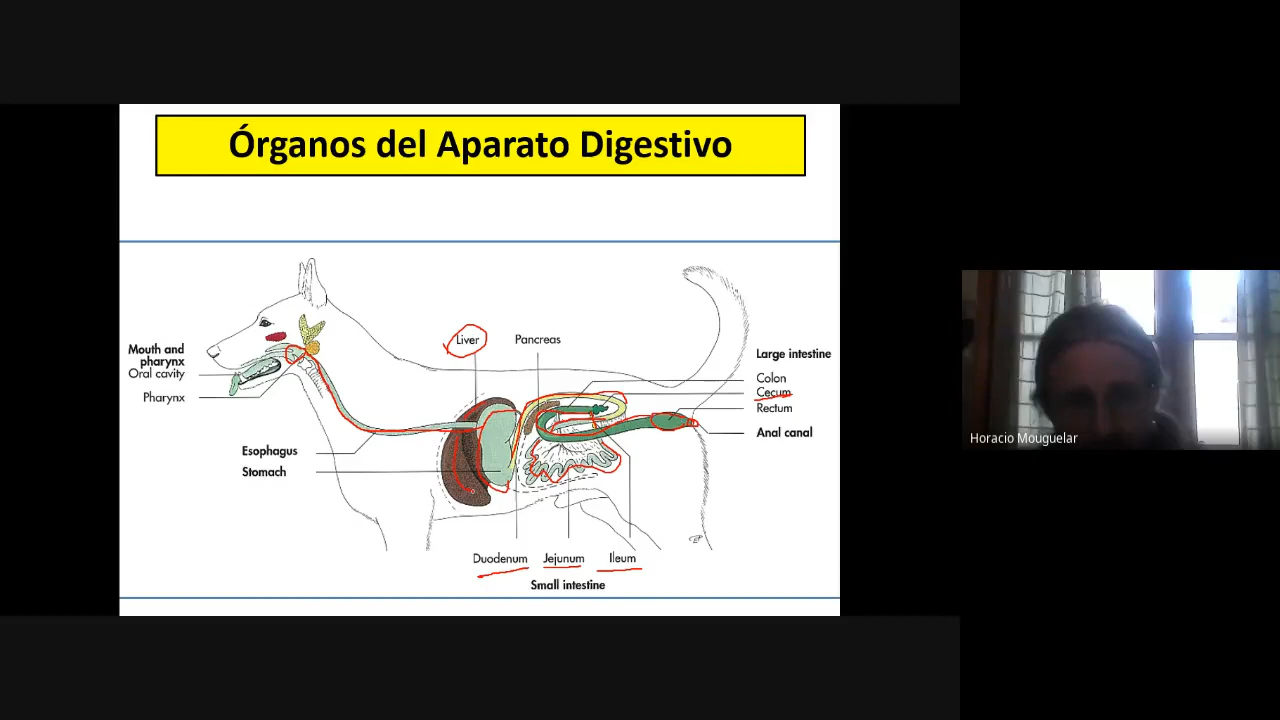 Órganos del Aparato Digestivo
Liver
Pancreas
Mouth and
pharynx
Oral cavity
Pharynx
Large intestine
Colon
Cecum
Rectum
Anal canal
Esophagus
Stomach
Duodenum
Jejunum
Ileum
Small intestine
Horacio Mouguelar